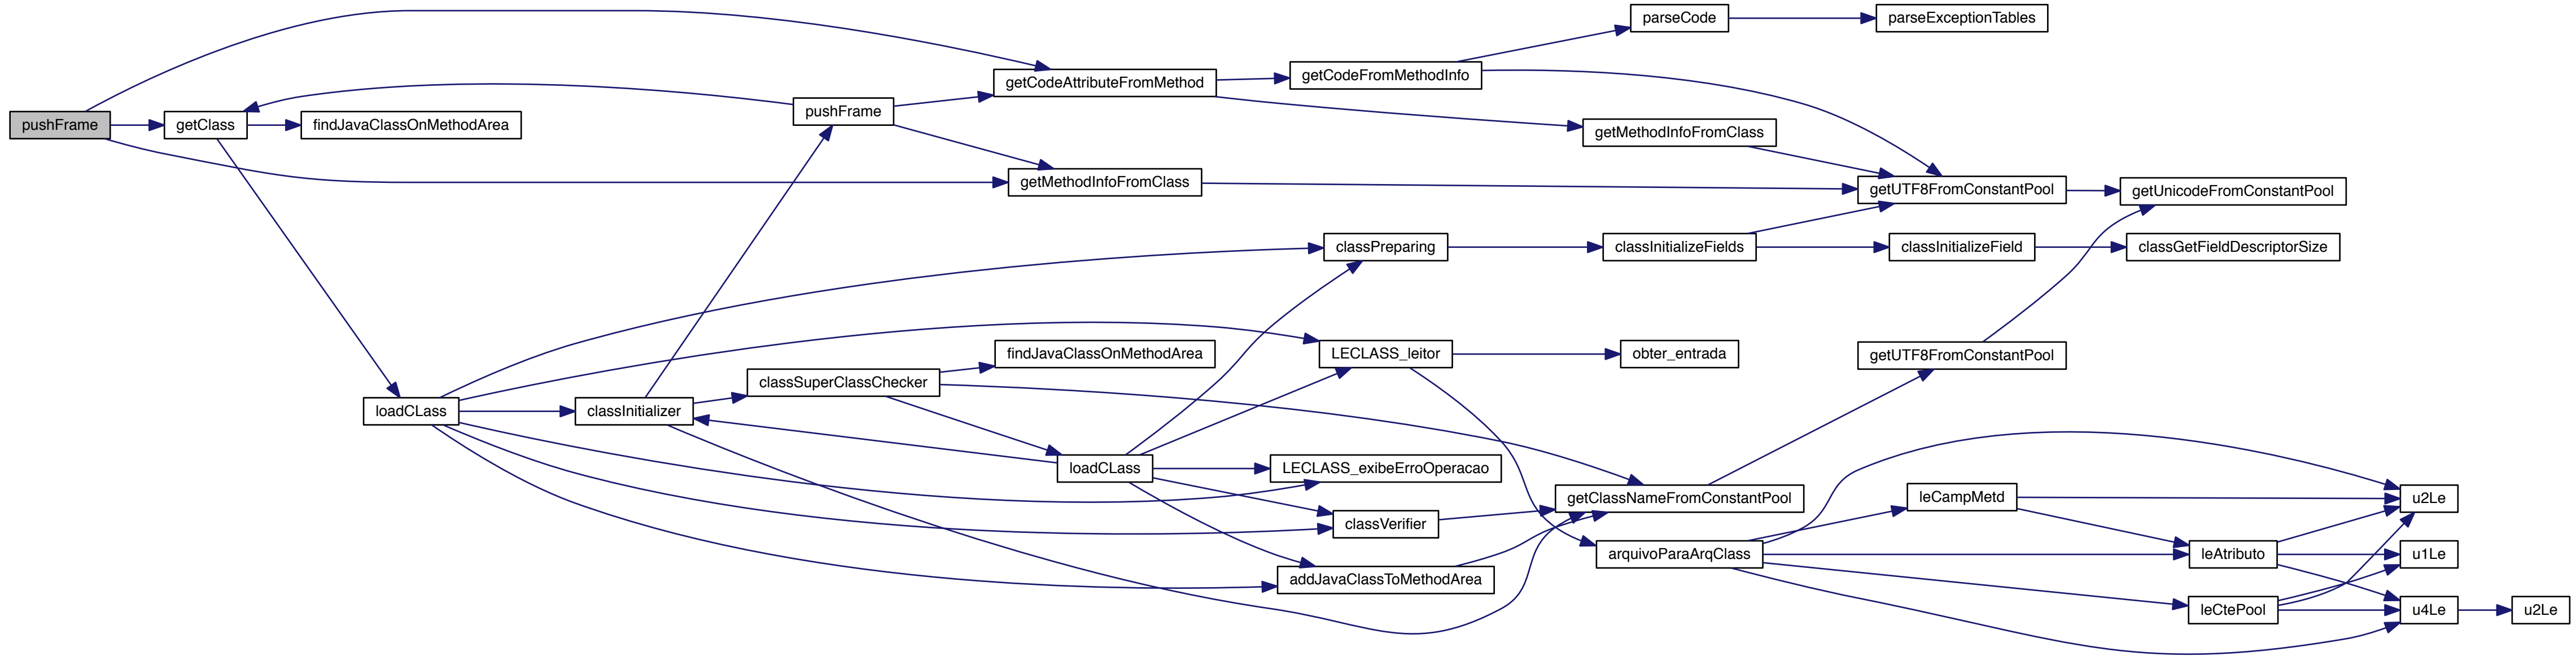 parseCode
parseExceptionTables
getCodeFromMethodInfo
getCodeAttributeFromMethod
pushFrame
pushFrame
getClass
findJavaClassOnMethodArea
getMethodInfoFromClass
getMethodInfoFromClass
getUTF8FromConstantPool
getUnicodeFromConstantPool
classPreparing
classInitializeFields
classInitializeField
classGetFieldDescriptorSize
findJavaClassOnMethodArea
LECLASS_leitor
obter_entrada
getUTF8FromConstantPool
classSuperClassChecker
loadCLass
classInitializer
loadCLass
LECLASS_exibeErroOperacao
getClassNameFromConstantPool
leCampMetd
u2Le
classVerifier
arquivoParaArqClass
leAtributo
u1Le
addJavaClassToMethodArea
leCtePool
u4Le
u2Le